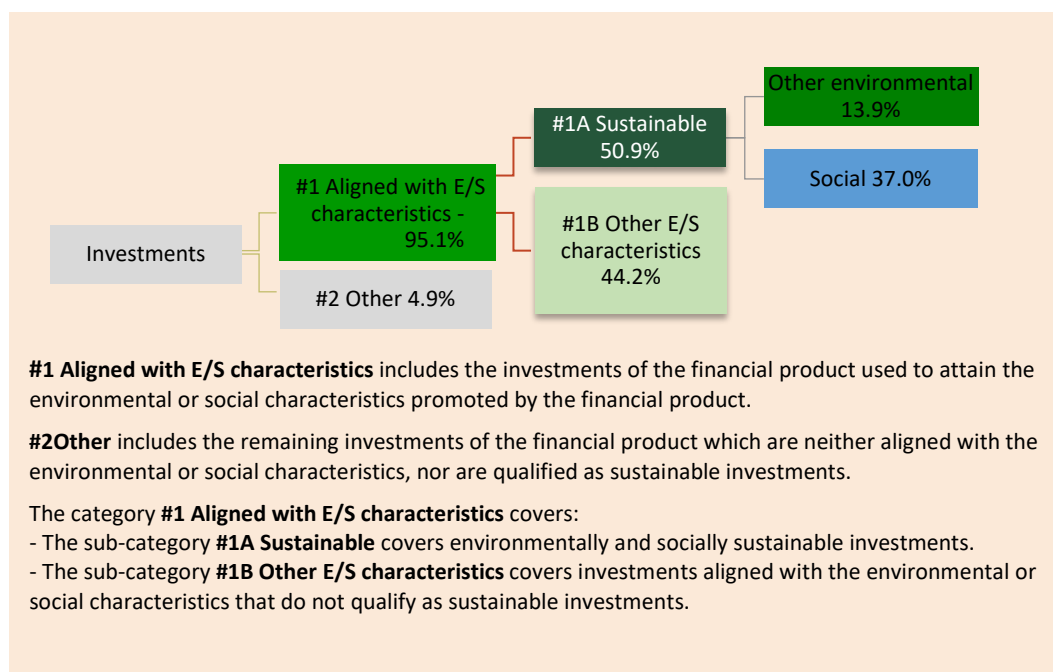 Other environmental
13.9%
#1A Sustainable
50.9%
Social 37.0%
#1 Aligned with E/S
characteristics -
95.1%
#1B Other E/S
characteristics
44.2%
Investments
#2 Other 4.9%
#1 Aligned with E/S characteristics includes the investments of the financial product used to attain the
environmental or social characteristics promoted by the financial product.
#2Other includes the remaining investments of the financial product which are neither aligned with the
environmental or social characteristics, nor are qualified as sustainable investments.
The category #1 Aligned with E/S characteristics covers:
- The sub-category #1A Sustainable covers environmentally and socially sustainable investments.
- The sub-category #1B Other E/S characteristics covers investments aligned with the environmental or
social characteristics that do not qualify as sustainable investments.